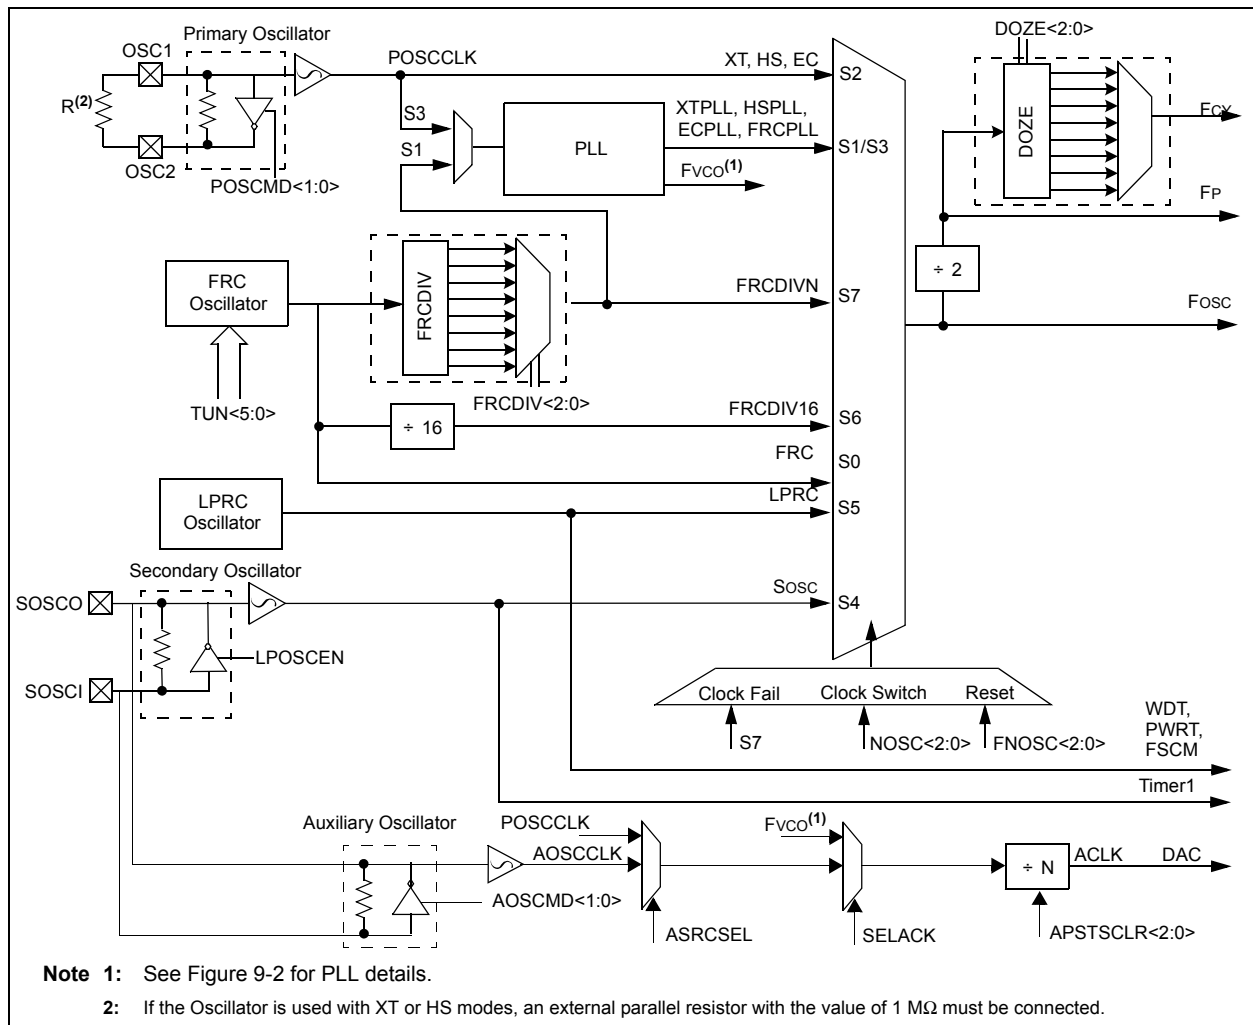 Primary Oscillator
OSC1
R(2)
OSC2
POSCMD<1:0>
POSCCLK
S3
S1
PLL
XT, HS, EC
XTPLL, HSPLL,
ECPLL, FRCPLL
FVCO(1)
S2
S1/S3
DOZE<2:0>
DOZE
FCY
FP
÷ 2
FOSC
FRC
Oscillator
TUN<5:0>
FRCDIV
FRCDIV<2:0>
FRCDIVN
S7
÷ 16
FRCDIV16
S6
FRC
S0
LPRC
Oscillator
LPRC
S5
Secondary Oscillator
SOSCO
SOSCI
LPOSCEN
SOSC
S4
Clock Fail
Clock Switch
Reset
S7
NOSC<2:0>
FNOSC<2:0>
WDT,
PWRT,
FSCM
Timer1
Auxiliary Oscillator
POSCCLK
AOSCCLK
AOSCMD<1:0>
ASRCSEL
FVCO(1)
SELACK
÷ N
ACLK
DAC
APSTSCLR<2:0>
Note 1: See Figure 9-2 for PLL details.
2: If the Oscillator is used with XT or HS modes, an external parallel resistor with the value of 1 MΩ must be connected.